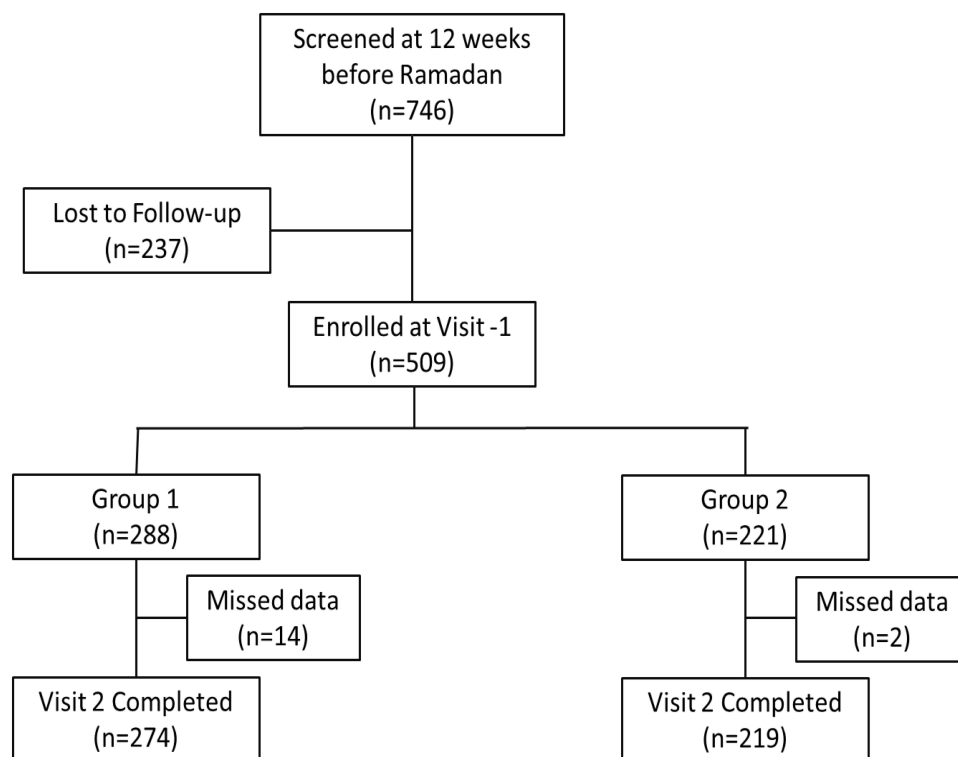 Screened at 12 weeks
before Ramadan
(n=746)
Lost to Follow-up
(n=237)
Enrolled at Visit -1
(n=509)
Group 1
(n=288)
Group 2
(n=221)
Missed data
(n=14)
Missed data
(n=2)
Visit 2 Completed
(n=274)
Visit 2 Completed
(n=219)